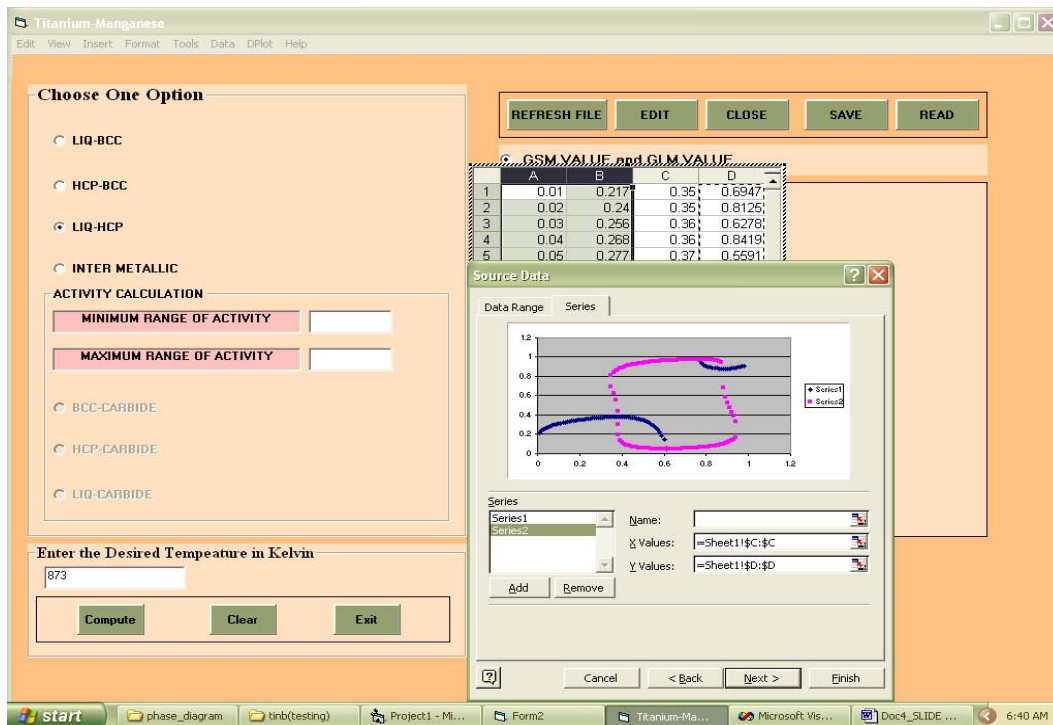 Titanium-Manganese
Edit View Insert Format Tools Data DPlot Help
Choose One Option
LIQ-BCC
HCP-BCC
LIQ-HCP
INTER METALLIC
ACTIVITY CALCULATION
MINIMUM RANGE OF ACTIVITY
MAXIMUM RANGE OF ACTIVITY
BCC-CARBIDE
HCP-CARBIDE
LIQ-CARBIDE
Enter the Desired Tempeature in Kelvin
873
Compute Clear Exit
REFRESH FILE EDIT CLOSE SAVE READ
GSM VALUE and GLM VALUE
A B C D
1 0.01 0.217 0.35 0.6947
2 0.02 0.24 0.35 0.8125
3 0.03 0.256 0.36 0.6278
4 0.04 0.268 0.36 0.8419
5 0.05 0.277 0.37 0.5591
Source Data
Data Range Series
1.2
1
0.8
0.6
0.4
0.2
0
0 0.2 0.4 0.6 0.8 1 1.2
Series1
Series2
Series
Series1
Series2
Name:
X Values: =Sheet1!$C:$C
Y Values: =Sheet1!$D:$D
Add Remove
Cancel < Back Next > Finish
start phase_diagram tinb(testing) Project1 - Mi... Form2 Titanium-Ma... Microsoft Vis... Doc4_SLIDE ... 6:40 AM